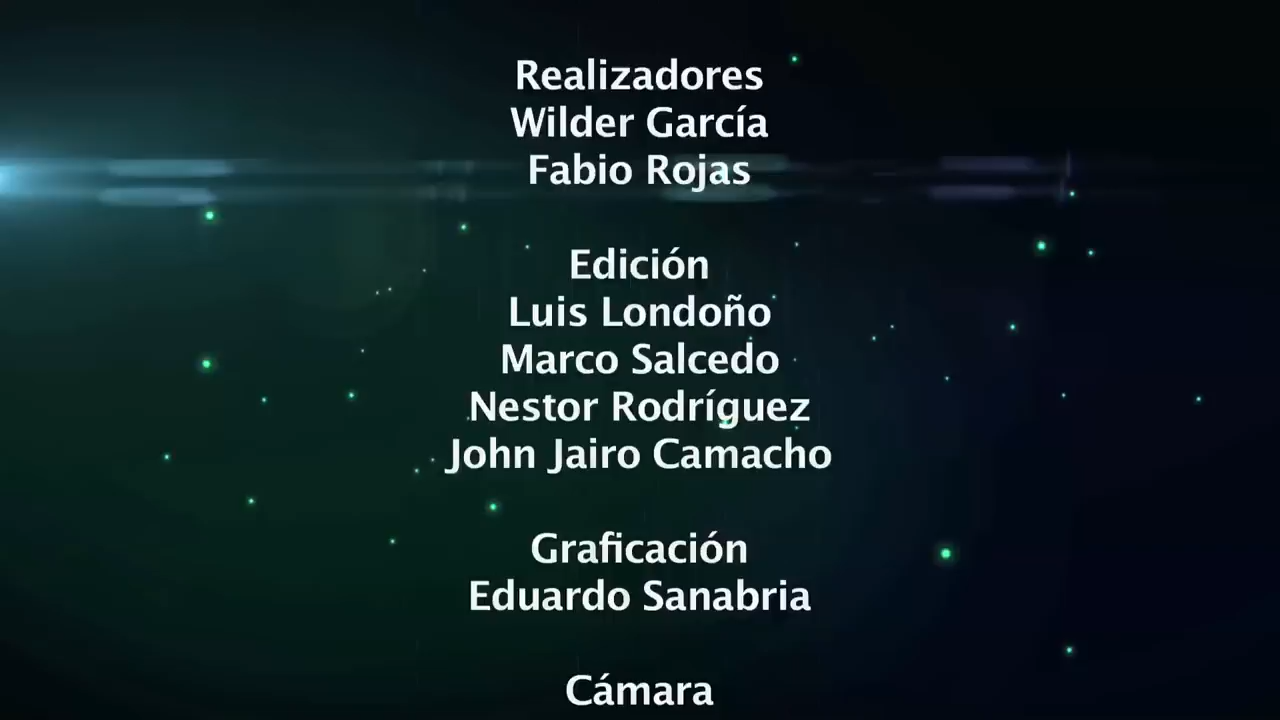 Realizadores
Wilder García
Fabio Rojas
Edición
Luis Londoño
Marco Salcedo
Nestor Rodríguez
John Jairo Camacho
Graficación
Eduardo Sanabria
Cámara